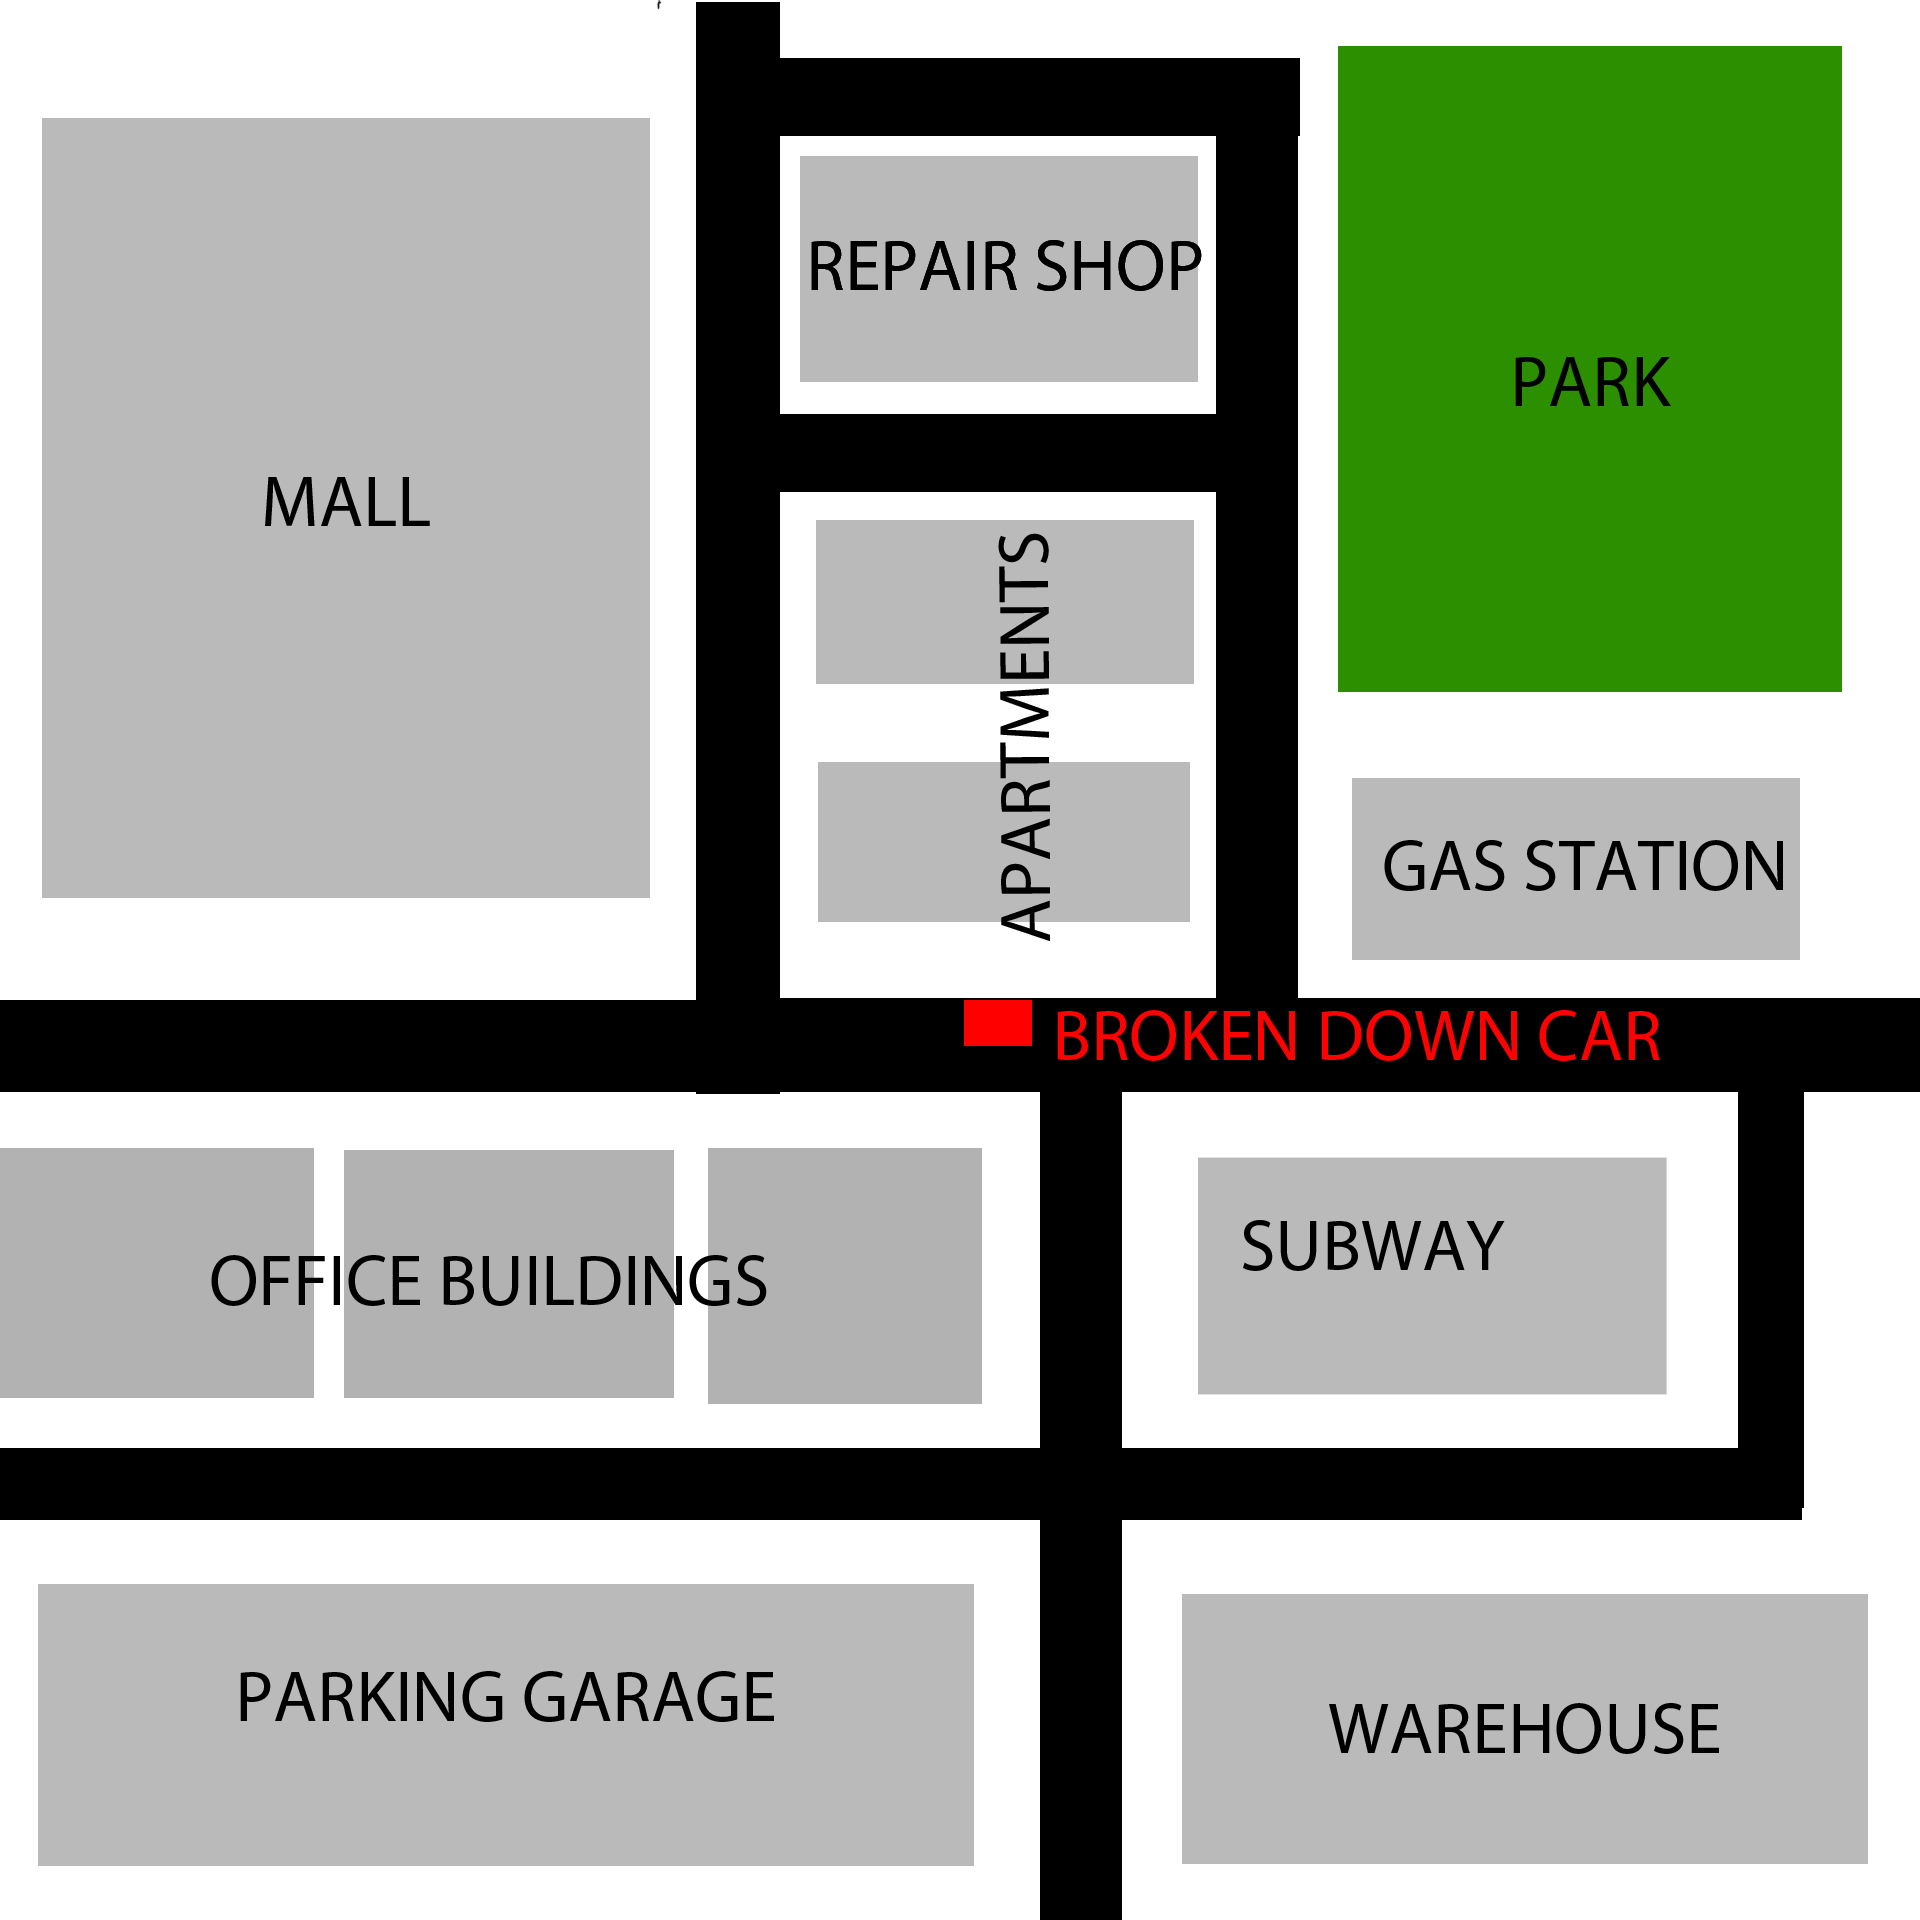 REPAIR SHOP
PARK
MALL
APARTMENTS
GAS STATION
BROKEN DOWN CAR
SUBWAY
OFFICE BUILDINGS
PARKING GARAGE
WAREHOUSE